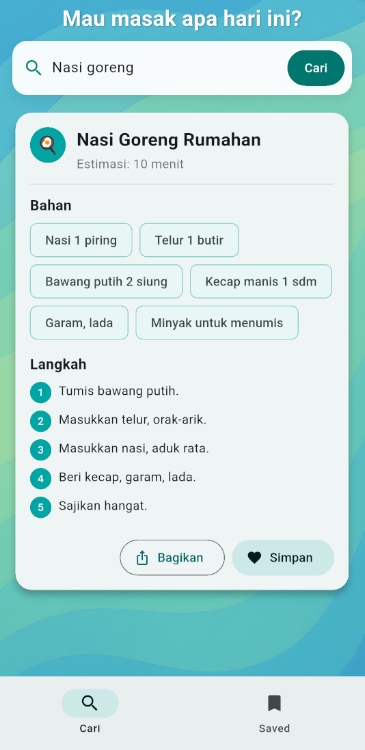 Mau masak apa hari ini?
Nasi goreng
Cari
Nasi Goreng Rumahan
Estimasi: 10 menit
Bahan
Nasi 1 piring
Telur 1 butir
Bawang putih 2 siung
Kecap manis 1 sdm
Garam, lada
Minyak untuk menumis
Langkah
1 Tumis bawang putih.
2 Masukkan telur, orak-arik.
3 Masukkan nasi, aduk rata.
4 Beri kecap, garam, lada.
5 Sajikan hangat.
Bagikan
Simpan
Cari
Saved